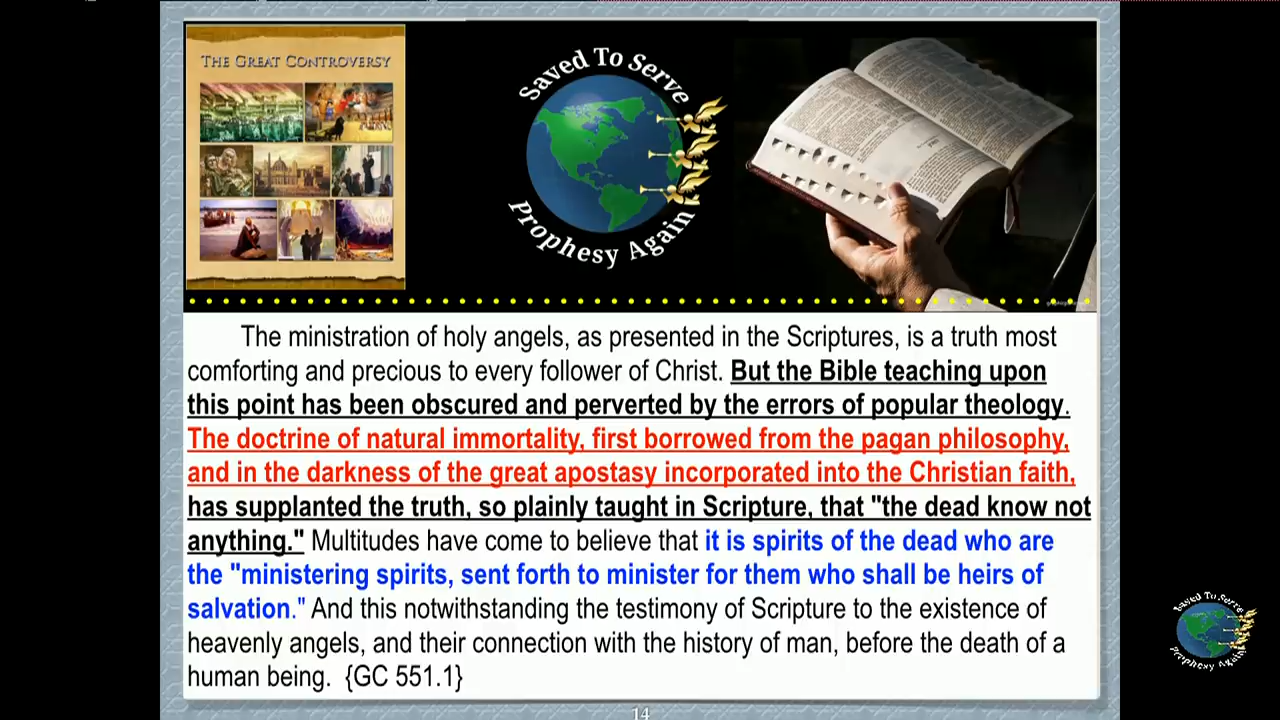 THE GREAT CONTROVERSY
Saved To Serve
Prophesy Again
The ministration of holy angels, as presented in the Scriptures, is a truth most
comforting and precious to every follower of Christ. But the Bible teaching upon
this point has been obscured and perverted by the errors of popular theology.
The doctrine of natural immortality, first borrowed from the pagan philosophy,
and in the darkness of the great apostasy incorporated into the Christian faith,
has supplanted the truth, so plainly taught in Scripture, that "the dead know not
anything." Multitudes have come to believe that it is spirits of the dead who are
the "ministering spirits, sent forth to minister for them who shall be heirs of
salvation." And this notwithstanding the testimony of Scripture to the existence of
heavenly angels, and their connection with the history of man, before the death of a
human being. {GC 551.1}
Saved To Serve
Prophesy Again
14